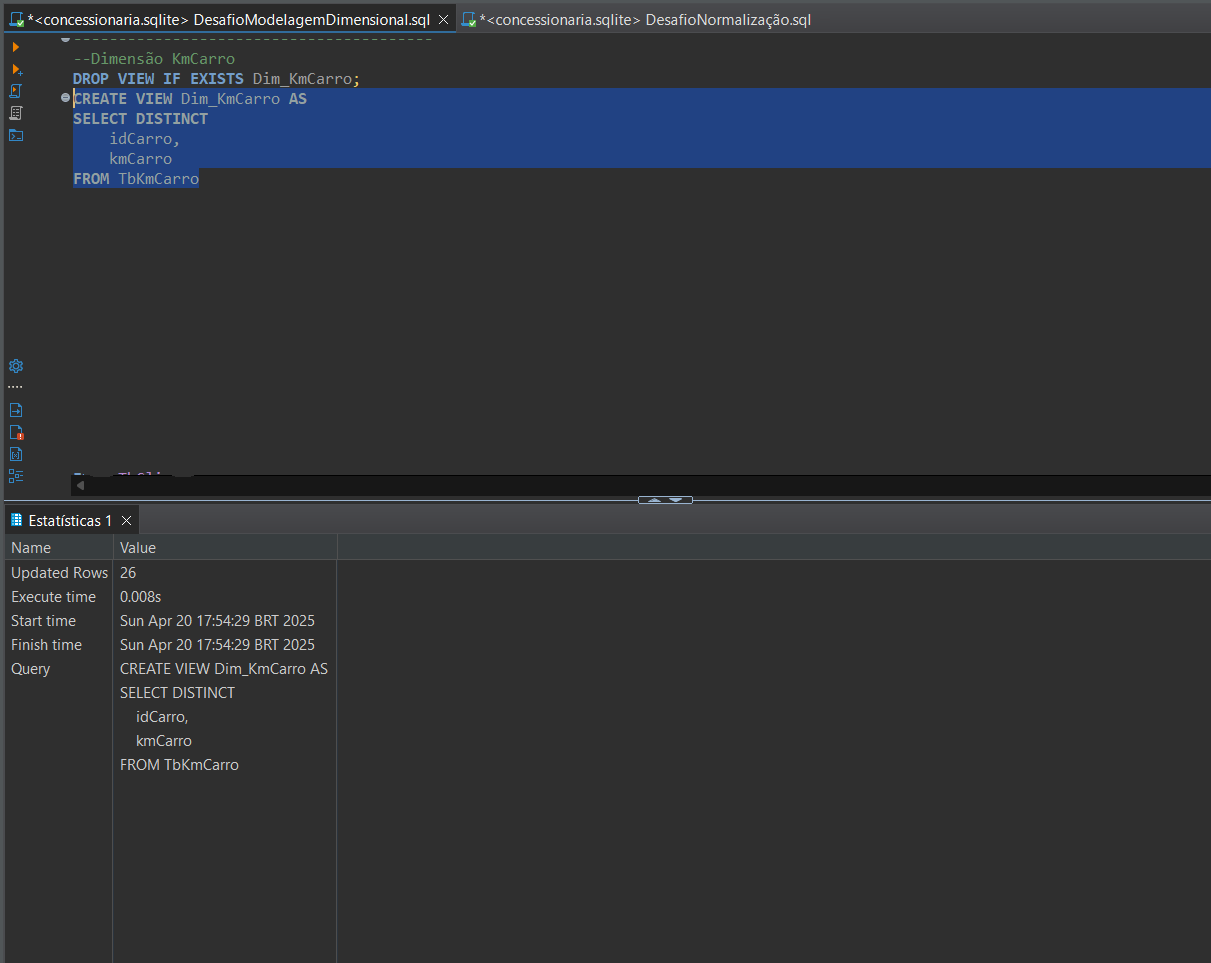 *<concessionaria.sqlite> DesafioModelagemDimensional.sql
*<concessionaria.sqlite> DesafioNormalização.sql
--Dimensão KmCarro
DROP VIEW IF EXISTS Dim_KmCarro;
CREATE VIEW Dim_KmCarro AS
SELECT DISTINCT
idCarro,
kmCarro
FROM TbKmCarro
Estatísticas 1
Name Value
Updated Rows 26
Execute time 0.008s
Start time Sun Apr 20 17:54:29 BRT 2025
Finish time Sun Apr 20 17:54:29 BRT 2025
Query CREATE VIEW Dim_KmCarro AS
SELECT DISTINCT
idCarro,
kmCarro
FROM TbKmCarro